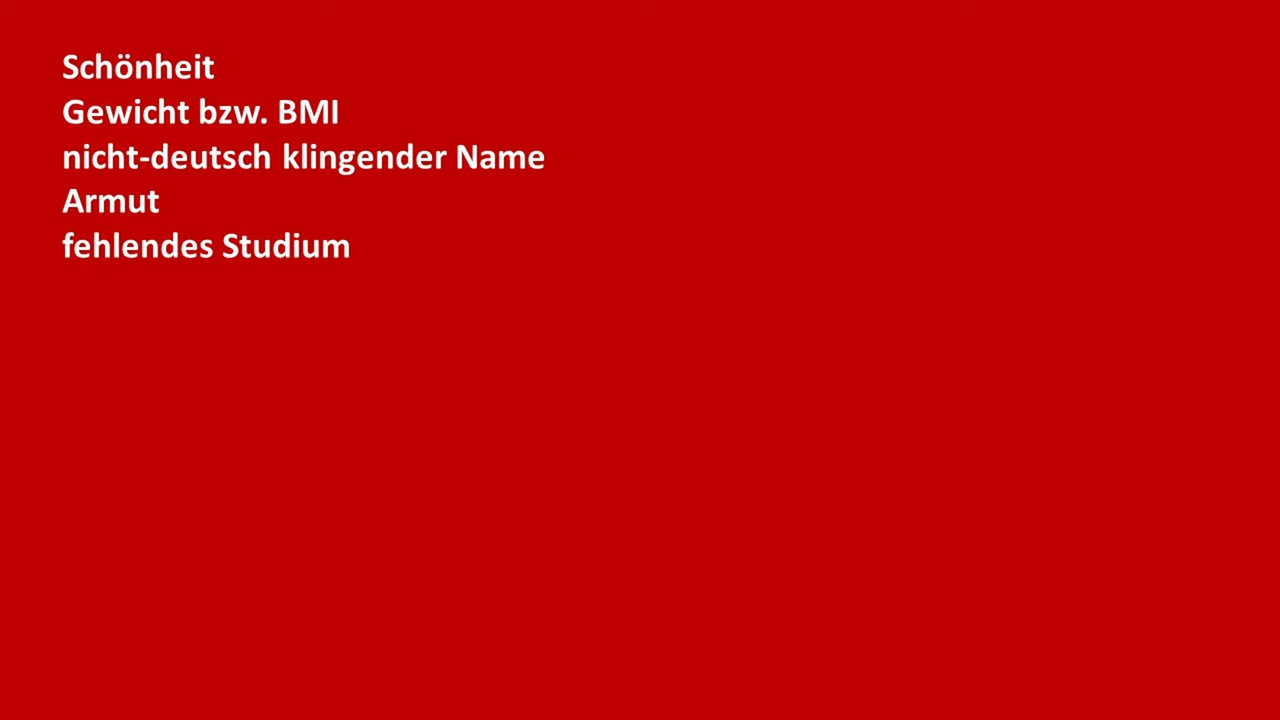 Schönheit
Gewicht bzw. BMI
nicht-deutsch klingender Name
Armut
fehlendes Studium